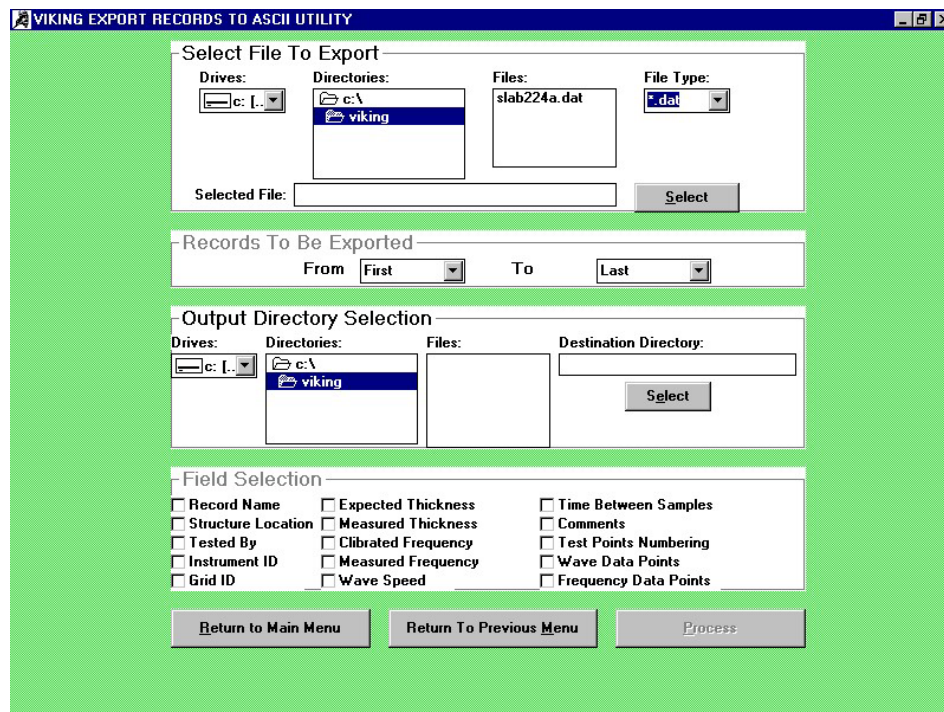 VIKING EXPORT RECORDS TO ASCII UTILITY
Select File To Export
Drives: Directories: Files: File Type:
c: [.. c:\ slab224a.dat *.dat
viking
Selected File: Select
Records To Be Exported
From First To Last
Output Directory Selection
Drives: Directories: Files: Destination Directory:
c: [.. c:\
viking
Select
Field Selection
Record Name Expected Thickness Time Between Samples
Structure Location Measured Thickness Comments
Tested By Clibrated Frequency Test Points Numbering
Instrument ID Measured Frequency Wave Data Points
Grid ID Wave Speed Frequency Data Points
Return to Main Menu Return To Previous Menu Process